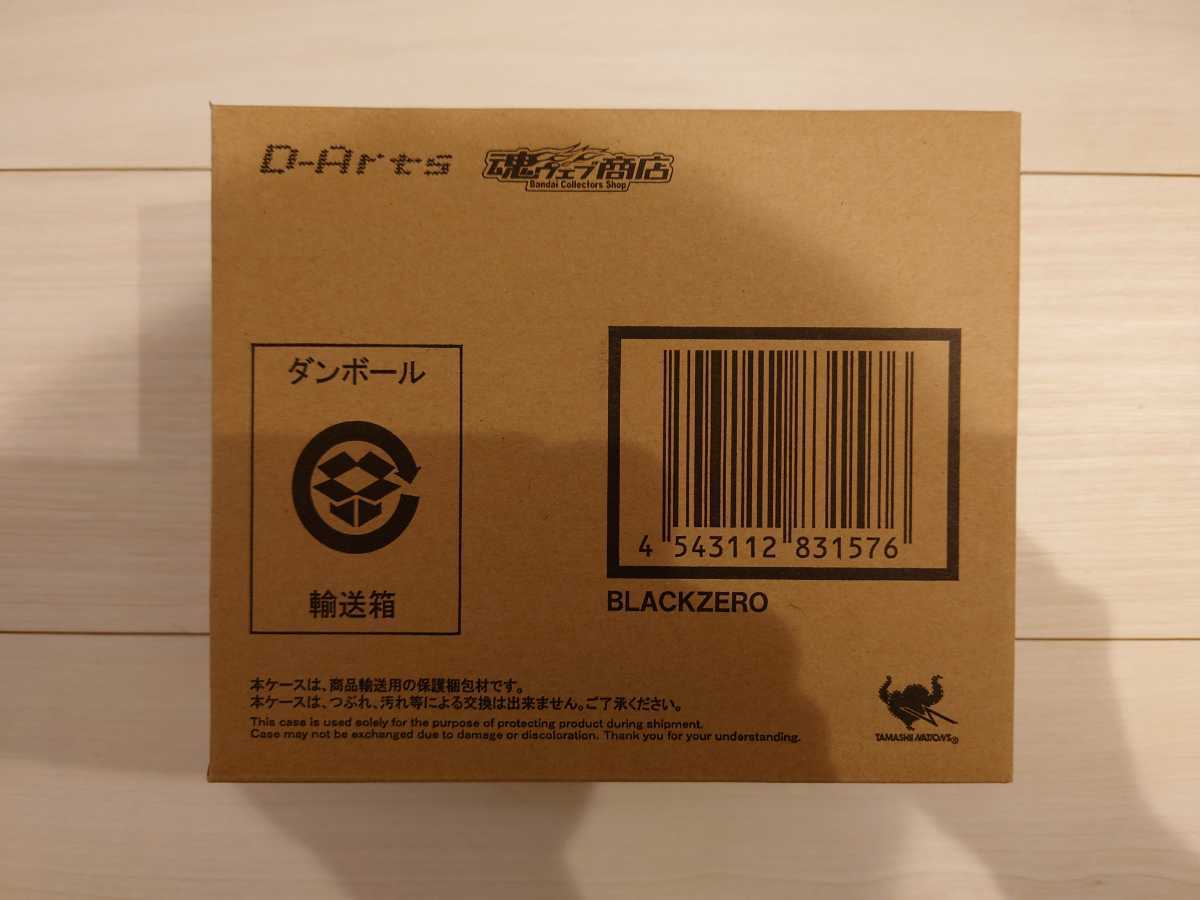 D-Arts
魂ウェブ商店
Bandai Collectors Shop
ダンボール
輸送箱
4 543112 831576
BLACKZERO
本ケースは、商品輸送用の保護梱包材です。
本ケースは、つぶれ、汚れ等による交換は出来ません。ご了承ください。
This case is used solely for the purpose of protecting product during shipment.
Case may not be exchanged due to damage or discoloration. Thank you for your understanding.
TAMASHII NATIONS®